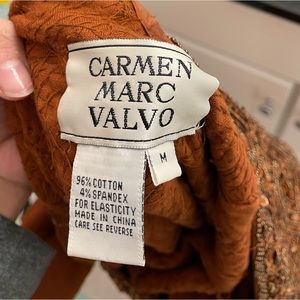 CARMEN
MARC
VALVO
M
96% COTTON
4% SPANDEX
FOR ELASTICITY
MADE IN CHINA
CARE SEE REVERSE